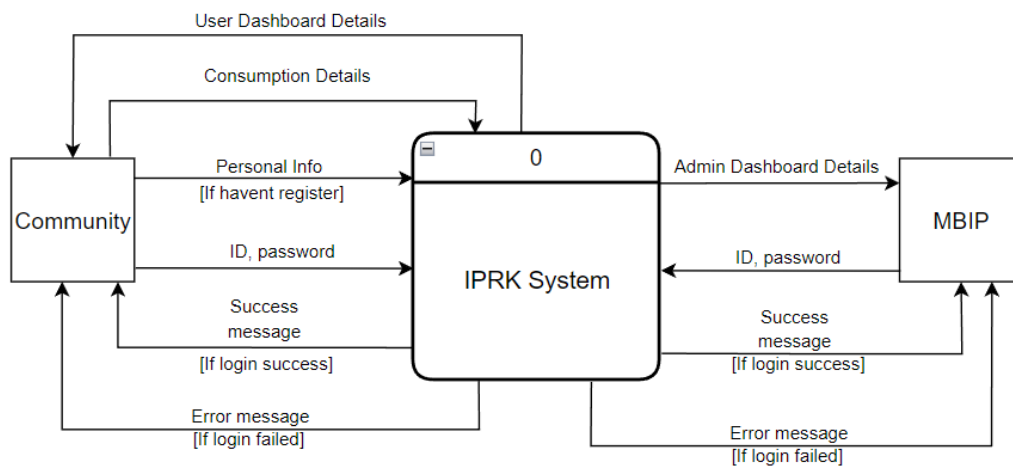 User Dashboard Details
Consumption Details
0
Personal Info
[If havent register]
Admin Dashboard Details
Community
MBIP
ID, password
ID, password
IPRK System
Success
message
[If login success]
Success
message
[If login success]
Error message
[If login failed]
Error message
[If login failed]